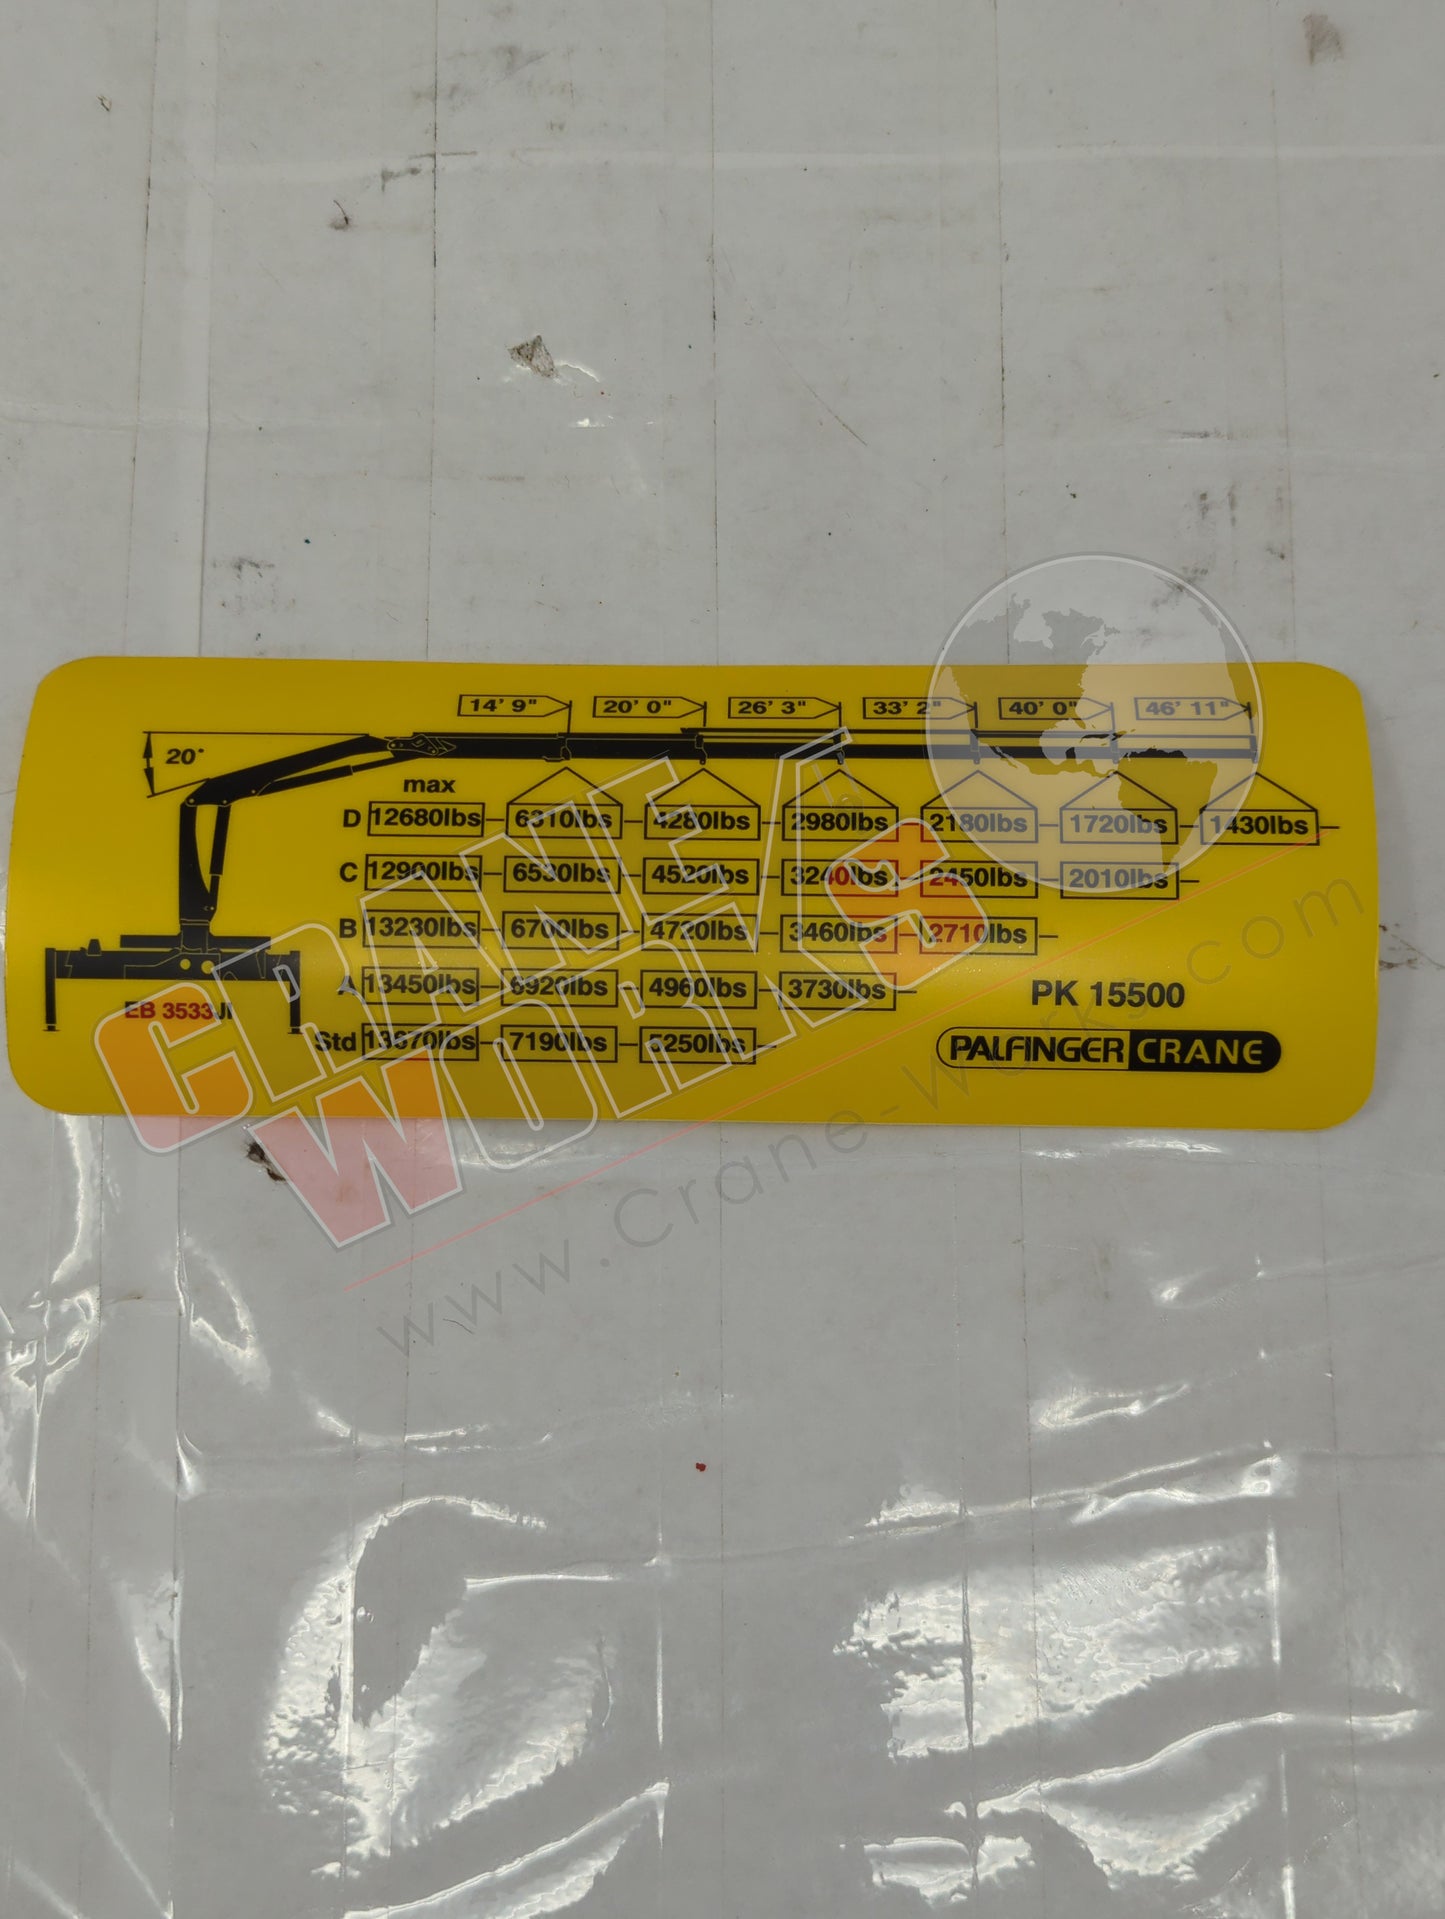 14' 9" 20' 0" 26' 3" 33' 2" 40' 0" 46' 11"
20°
max
D 12680lbs 6310lbs 4280lbs 2980lbs 2180lbs 1720lbs 1430lbs
C 12900lbs 6530lbs 4520lbs 3240lbs 2450lbs 2010lbs
B 13230lbs 6700lbs 4720lbs 3460lbs 2710lbs
A 13450lbs 6920lbs 4960lbs 3730lbs
EB 3533
PK 15500
Std 13670lbs 7190lbs 5250lbs
PALFINGER CRANE
CRANE WORKS
www.Crane-Works.com